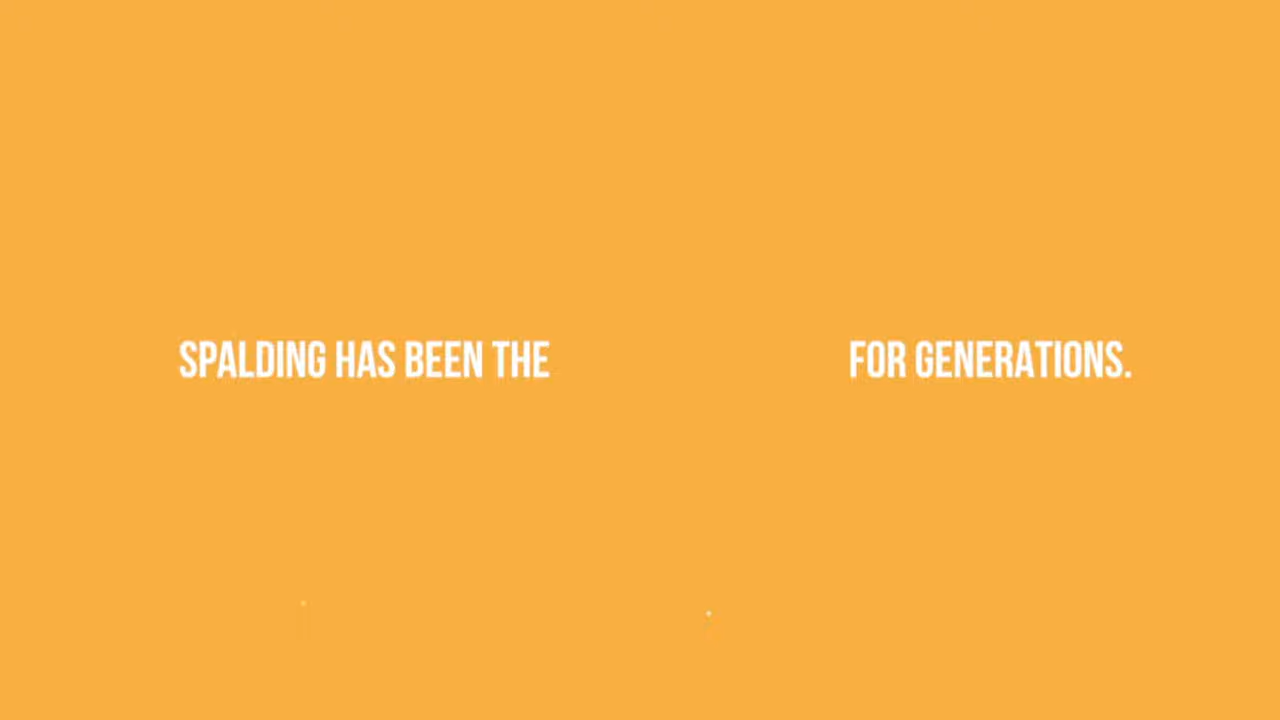 SPALDING HAS BEEN THE FOR GENERATIONS.